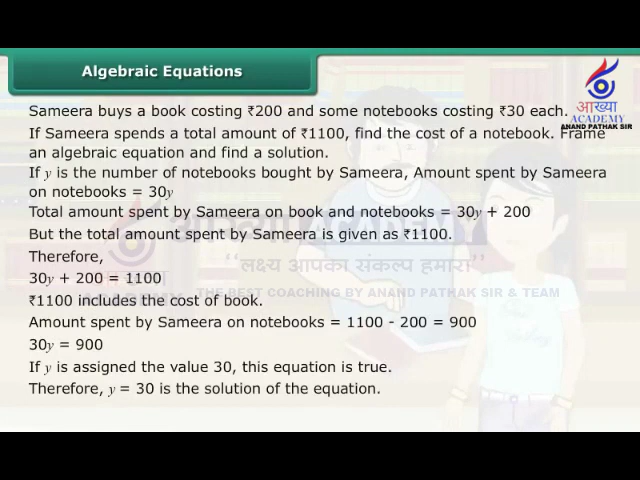 Algebraic Equations
आख्या
ACADEMY
ANAND PATHAK SIR
Sameera buys a book costing ₹200 and some notebooks costing ₹30 each.
If Sameera spends a total amount of ₹1100, find the cost of a notebook. Frame
an algebraic equation and find a solution.
If y is the number of notebooks bought by Sameera, Amount spent by Sameera
on notebooks = 30y
Total amount spent by Sameera on book and notebooks = 30y + 200
But the total amount spent by Sameera is given as ₹1100.
Therefore,
30y + 200 = 1100
₹1100 includes the cost of book.
Amount spent by Sameera on notebooks = 1100 - 200 = 900
30y = 900
If y is assigned the value 30, this equation is true.
Therefore, y = 30 is the solution of the equation.
आख्या ACADEMY
‘‘लक्ष्य आपका संकल्प हमारा’’
ACADEMY
THE BEST COACHING BY ANAND PATHAK SIR & TEAM